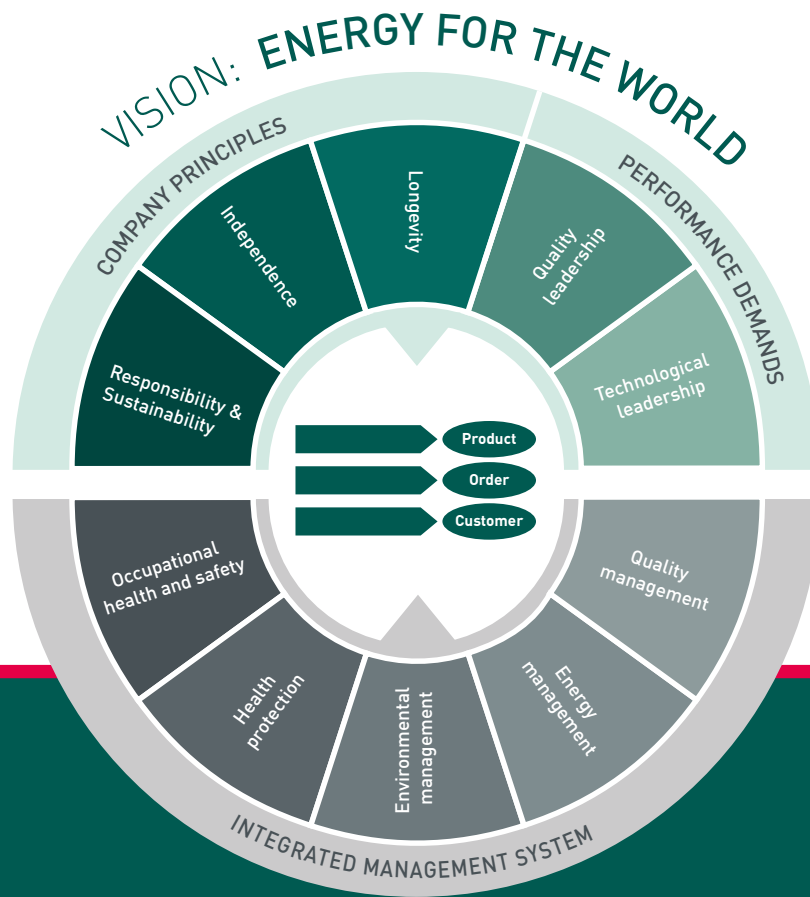 VISION: ENERGY FOR THE WORLD
COMPANY PRINCIPLES
PERFORMANCE DEMANDS
Responsibility &
Sustainability
Independence
Longevity
Quality
leadership
Technological
leadership
Product
Order
Customer
Occupational
health and safety
Health
protection
Environmental
management
Energy
management
Quality
management
INTEGRATED MANAGEMENT SYSTEM